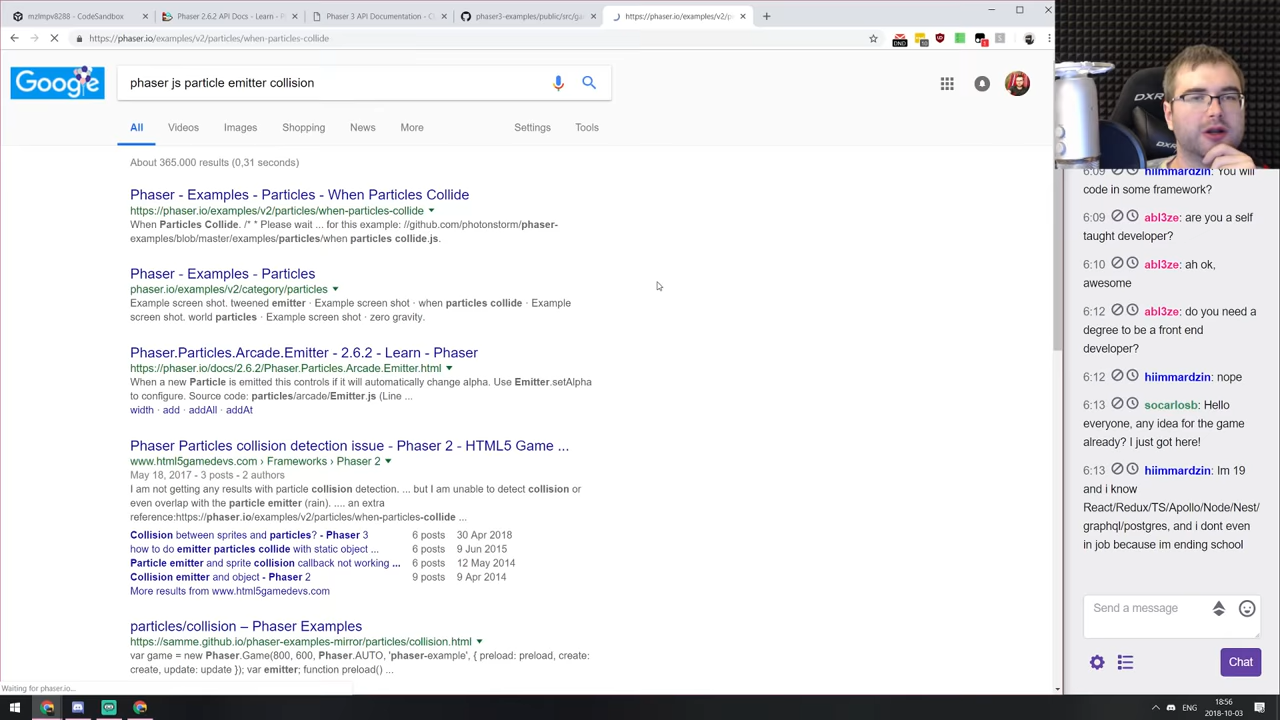 mzlmpv8288 - CodeSandbox
Phaser 2.6.2 API Docs - Learn - P
Phaser 3 API Documentation - C
phaser3-examples/public/src/ga
https://phaser.io/examples/v2/p
https://phaser.io/examples/v2/particles/when-particles-collide
Google
phaser js particle emitter collision
All
Videos
Images
Shopping
News
More
Settings
Tools
About 365.000 results (0,31 seconds)
Phaser - Examples - Particles - When Particles Collide
https://phaser.io/examples/v2/particles/when-particles-collide
When Particles Collide. /* * Please wait ... for this example: //github.com/photonstorm/phaser-
examples/blob/master/examples/particles/when particles collide.js.
Phaser - Examples - Particles
phaser.io/examples/v2/category/particles
Example screen shot. tweened emitter · Example screen shot · when particles collide · Example
screen shot. world particles · Example screen shot · zero gravity.
Phaser.Particles.Arcade.Emitter - 2.6.2 - Learn - Phaser
https://phaser.io/docs/2.6.2/Phaser.Particles.Arcade.Emitter.html
When a new Particle is emitted this controls if it will automatically change alpha. Use Emitter.setAlpha
to configure. Source code: particles/arcade/Emitter.js (Line ...
width · add · addAll · addAt
Phaser Particles collision detection issue - Phaser 2 - HTML5 Game ...
www.html5gamedevs.com › Frameworks › Phaser 2
May 18, 2017 - 3 posts - 2 authors
I am not getting any results with particle collision detection. ... but I am unable to detect collision or
even overlap with the particle emitter (rain). .... an extra
reference:https://phaser.io/examples/v2/particles/when-particles-collide ...
Collision between sprites and particles? - Phaser 3 6 posts 30 Apr 2018
how to do emitter particles collide with static object ... 6 posts 9 Jun 2015
Particle emitter and sprite collision callback not working ... 6 posts 12 May 2014
Collision emitter and object - Phaser 2 9 posts 9 Apr 2014
More results from www.html5gamedevs.com
particles/collision – Phaser Examples
https://samme.github.io/phaser-examples-mirror/particles/collision.html
var game = new Phaser.Game(800, 600, Phaser.AUTO, 'phaser-example', { preload: preload, create:
create, update: update }); var emitter; function preload() ...
Waiting for phaser.io...
DXRACER
6:09 hiimmardzin: You will
code in some framework?
6:09 abl3ze: are you a self
taught developer?
6:10 abl3ze: ah ok,
awesome
6:12 abl3ze: do you need a
degree to be a front end
developer?
6:12 hiimmardzin: nope
6:13 socarlosb: Hello
everyone, any idea for the game
already? I just got here!
6:13 hiimmardzin: Im 19
and i know
React/Redux/TS/Apollo/Node/Nest/
graphql/postgres, and i dont even
in job because im ending school
Send a message
Chat
ENG
18:56
2018-10-03